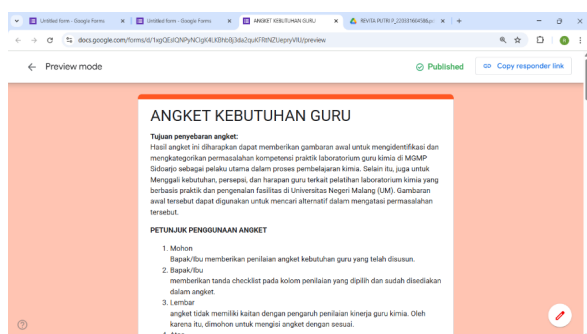 Untitled form - Google Forms
Untitled form - Google Forms
ANGKET KEBUTUHAN GURU
REVITA PUTRI P_220331604586.pd
Preview mode
Published
Copy responder link
ANGKET KEBUTUHAN GURU
Tujuan penyebaran angket:
Hasil angket ini diharapkan dapat memberikan gambaran awal untuk mengidentifikasi dan
mengkategorikan permasalahan kompetensi praktik laboratorium guru kimia di MGMP
Sidoarjo sebagai pelaku utama dalam proses pembelajaran kimia. Selain itu, juga untuk
Menggali kebutuhan, persepsi, dan harapan guru terkait pelatihan laboratorium kimia yang
berbasis praktik dan pengenalan fasilitas di Universitas Negeri Malang (UM). Gambaran
awal tersebut dapat digunakan untuk mencari alternatif dalam mengatasi permasalahan
tersebut.
PETUNJUK PENGGUNAAN ANGKET
1. Mohon
Bapak/Ibu memberikan penilaian angket kebutuhan guru yang telah disusun.
2. Bapak/Ibu
memberikan tanda checklist pada kolom penilaian yang dipilih dan sudah disediakan
dalam angket.
3. Lembar
angket tidak memiliki kaitan dengan pengaruh penilaian kinerja guru kimia. Oleh
karena itu, dimohon untuk mengisi angket dengan sesuai.